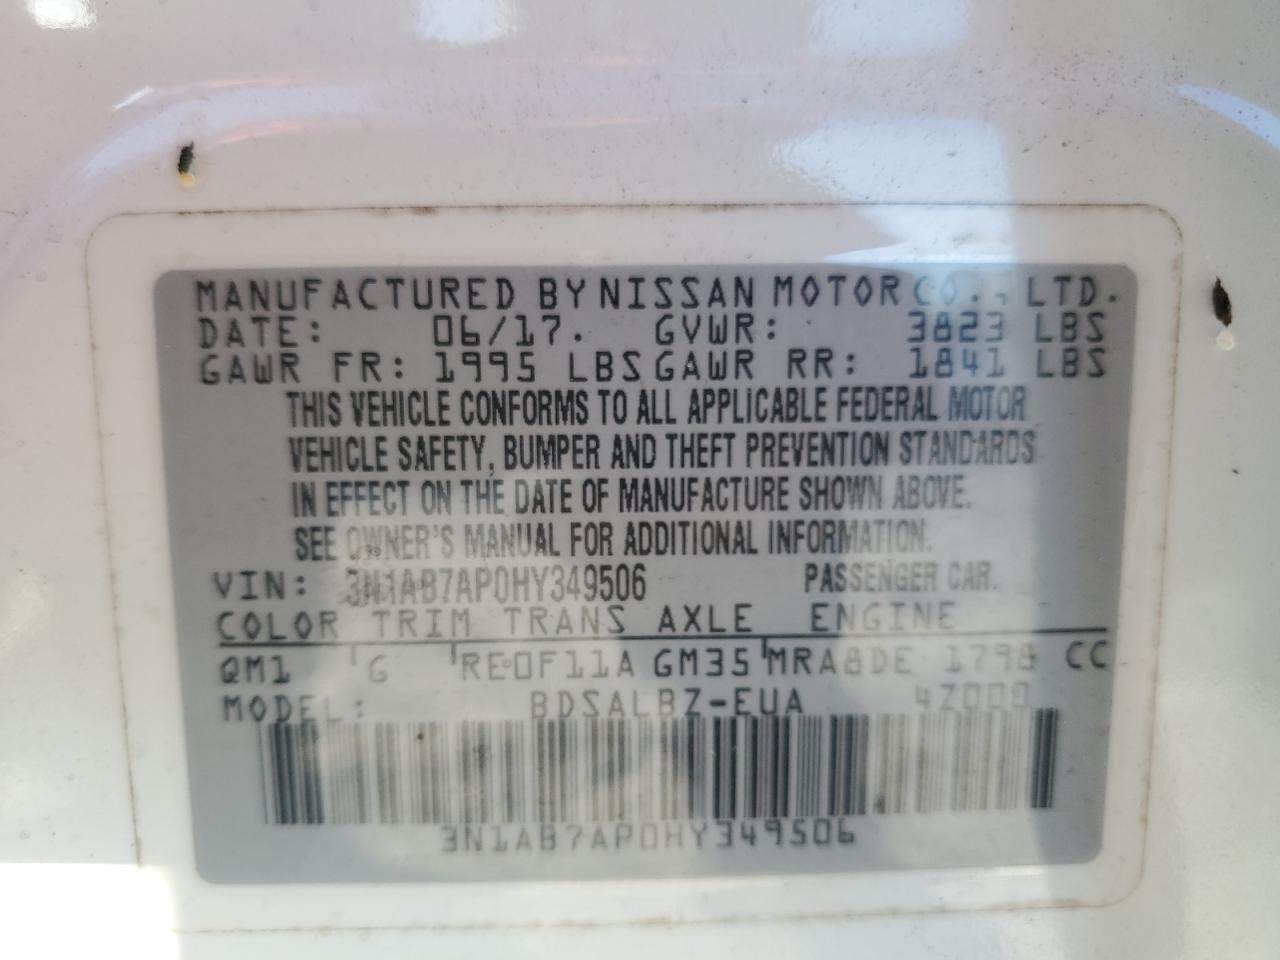 MANUFACTURED BY NISSAN MOTOR CO., LTD.
DATE: 06/17. GVWR: 3823 LBS
GAWR FR: 1995 LBS GAWR RR: 1841 LBS
THIS VEHICLE CONFORMS TO ALL APPLICABLE FEDERAL MOTOR
VEHICLE SAFETY, BUMPER AND THEFT PREVENTION STANDARDS
IN EFFECT ON THE DATE OF MANUFACTURE SHOWN ABOVE.
SEE OWNER'S MANUAL FOR ADDITIONAL INFORMATION.
VIN: 3N1AB7AP0HY349506 PASSENGER CAR.
COLOR TRIM TRANS AXLE ENGINE
QM1 G RE0F11A GM35 MRA8DE 1798 CC
MODEL: BDSALBZ-EUA 4Z000
3N1AB7AP0HY349506